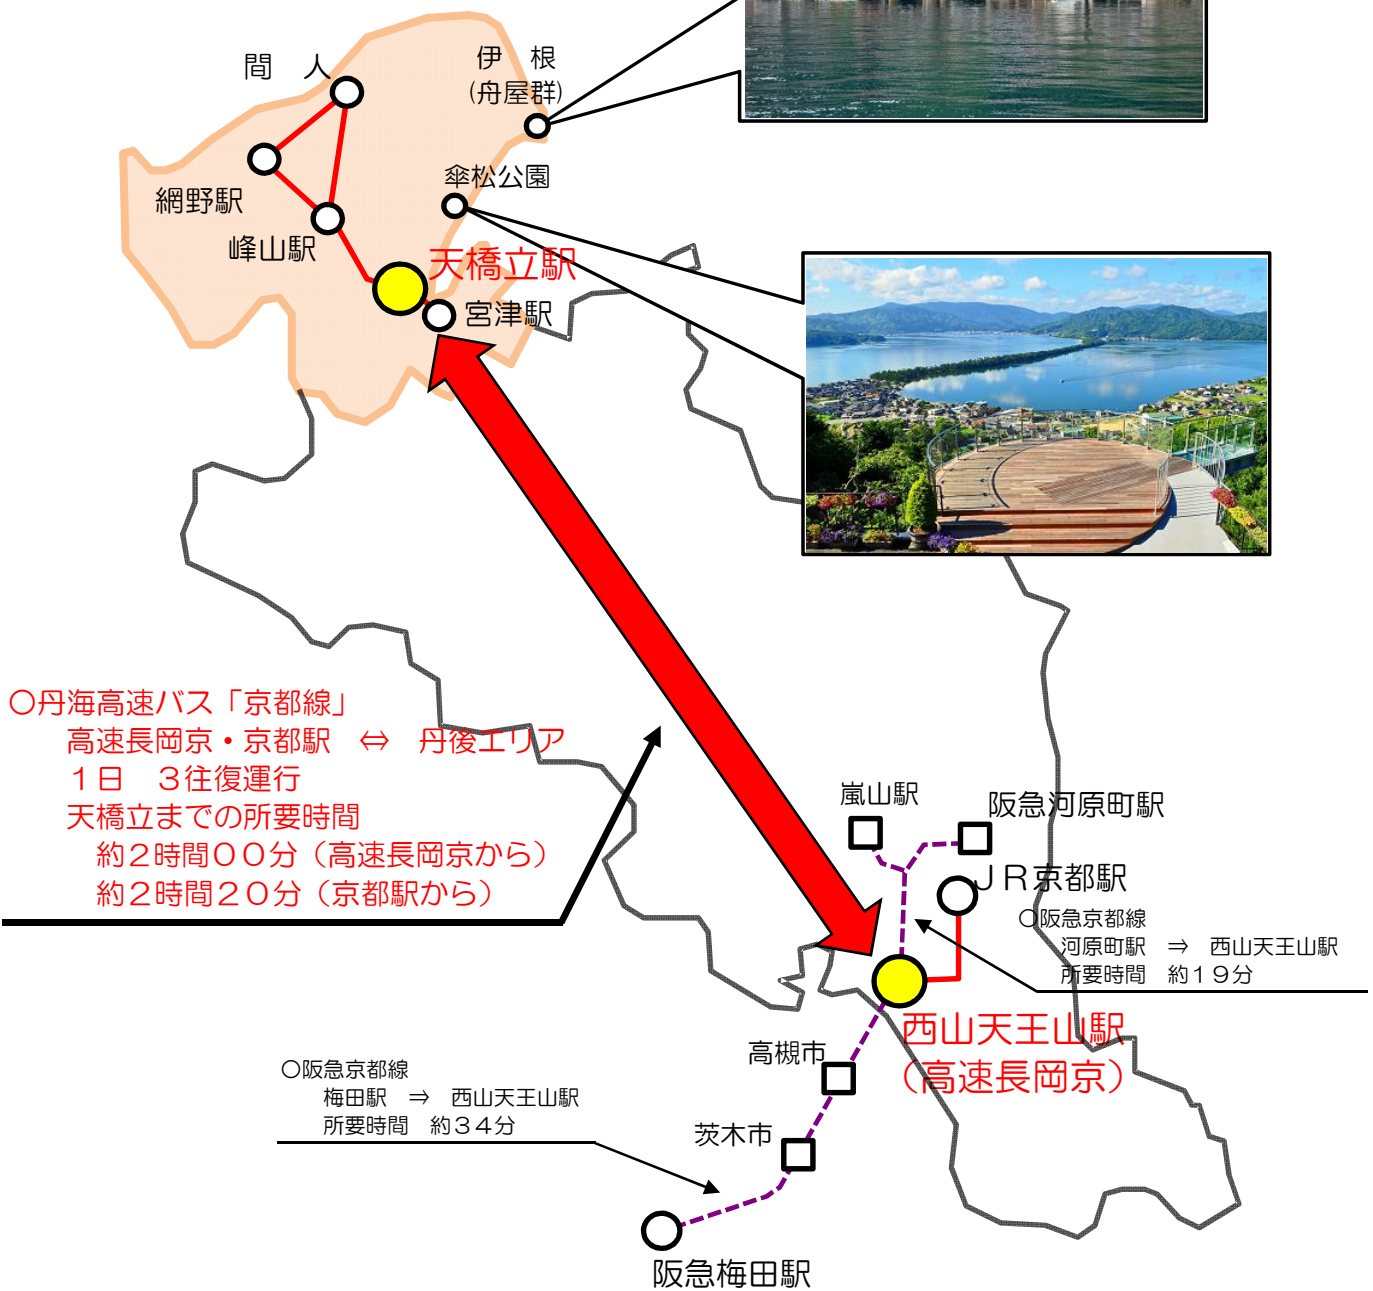 間　人
伊　根
(舟屋群)
傘松公園
網野駅
峰山駅
天橋立駅
宮津駅
〇丹海高速バス「京都線」
高速長岡京・京都駅　⇔　丹後エリア
１日　３往復運行
天橋立までの所要時間
約２時間００分（高速長岡京から）
約２時間２０分（京都駅から）
嵐山駅
阪急河原町駅
ＪＲ京都駅
〇阪急京都線
河原町駅　⇒　西山天王山駅
所要時間　約１９分
西山天王山駅
（高速長岡京）
高槻市
〇阪急京都線
梅田駅　⇒　西山天王山駅
所要時間　約３４分
茨木市
阪急梅田駅